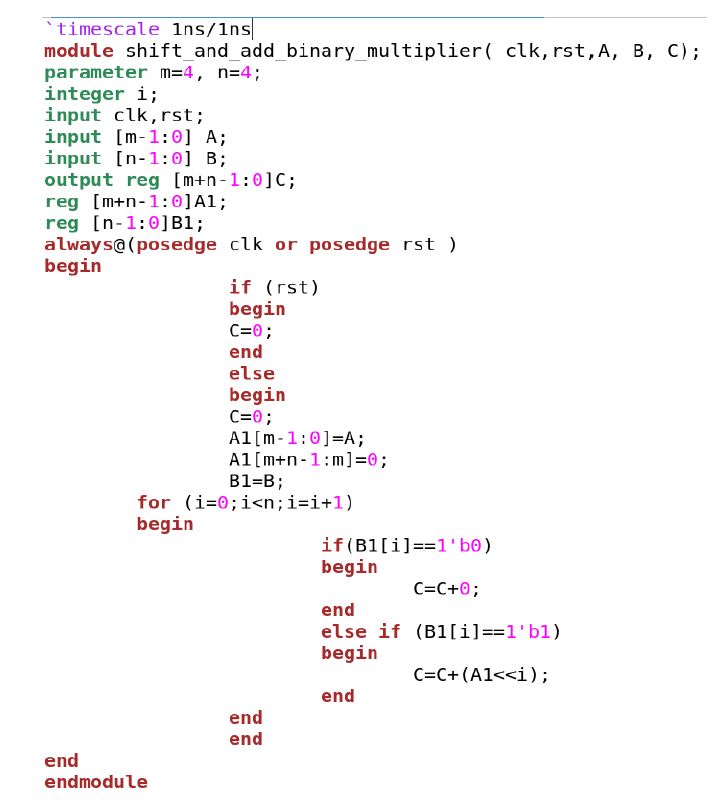 `timescale 1ns/1ns
module shift_and_add_binary_multiplier( clk,rst,A, B, C);
parameter m=4, n=4;
integer i;
input clk,rst;
input [m-1:0] A;
input [n-1:0] B;
output reg [m+n-1:0]C;
reg [m+n-1:0]A1;
reg [n-1:0]B1;
always@(posedge clk or posedge rst )
begin
if (rst)
begin
C=0;
end
else
begin
C=0;
A1[m-1:0]=A;
A1[m+n-1:m]=0;
B1=B;
for (i=0;i<n;i=i+1)
begin
if(B1[i]==1'b0)
begin
C=C+0;
end
else if (B1[i]==1'b1)
begin
C=C+(A1<<i);
end
end
end
end
endmodule